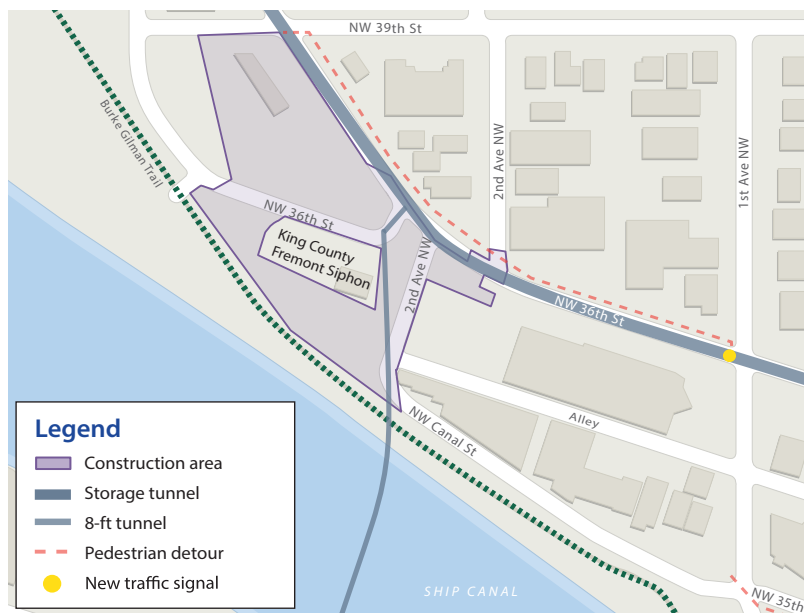 NW 39th St
Burke Gilman Trail
2nd Ave NW
1st Ave NW
NW 36th St
King County
Fremont Siphon
2nd Ave NW
NW 36th St
Alley
NW Canal St
Legend
Construction area
Storage tunnel
8-ft tunnel
Pedestrian detour
New traffic signal
SHIP CANAL
NW 35th